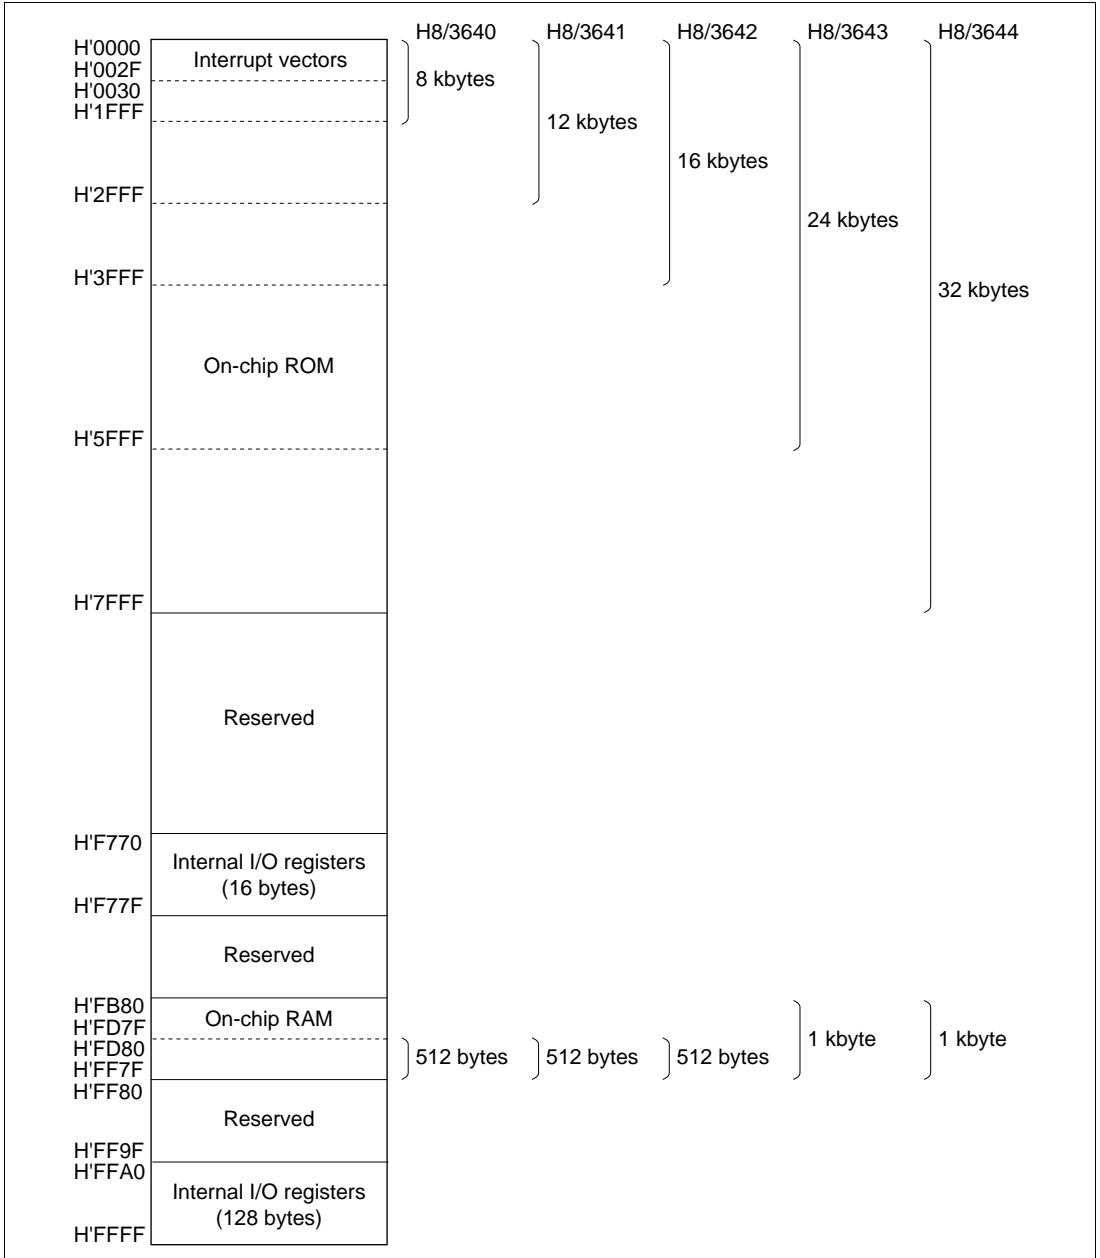 H8/3640 H8/3641 H8/3642 H8/3643 H8/3644
H'0000
Interrupt vectors
H'002F
8 kbytes
H'0030
H'1FFF
12 kbytes
16 kbytes
H'2FFF
24 kbytes
H'3FFF
32 kbytes
On-chip ROM
H'5FFF
H'7FFF
Reserved
H'F770
Internal I/O registers
(16 bytes)
H'F77F
Reserved
H'FB80
On-chip RAM
H'FD7F
1 kbyte 1 kbyte
H'FD80
512 bytes 512 bytes 512 bytes
H'FF7F
H'FF80
Reserved
H'FF9F
H'FFA0
Internal I/O registers
(128 bytes)
H'FFFF